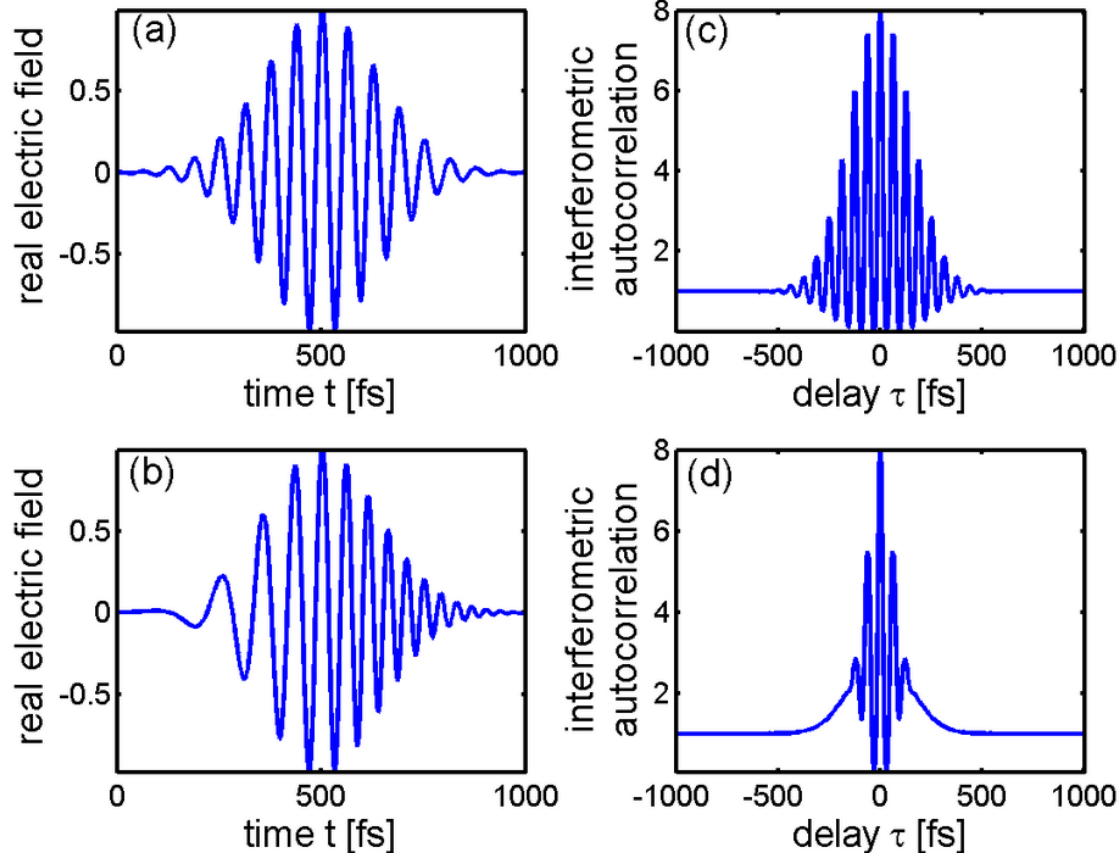 (a)
real electric field
0.5
0
-0.5
0
500
1000
time t [fs]
(c)
interferometric
autocorrelation
8
6
4
2
-1000
-500
0
500
1000
delay τ [fs]
(b)
real electric field
0.5
0
-0.5
0
500
1000
time t [fs]
(d)
interferometric
autocorrelation
8
6
4
2
-1000
-500
0
500
1000
delay τ [fs]